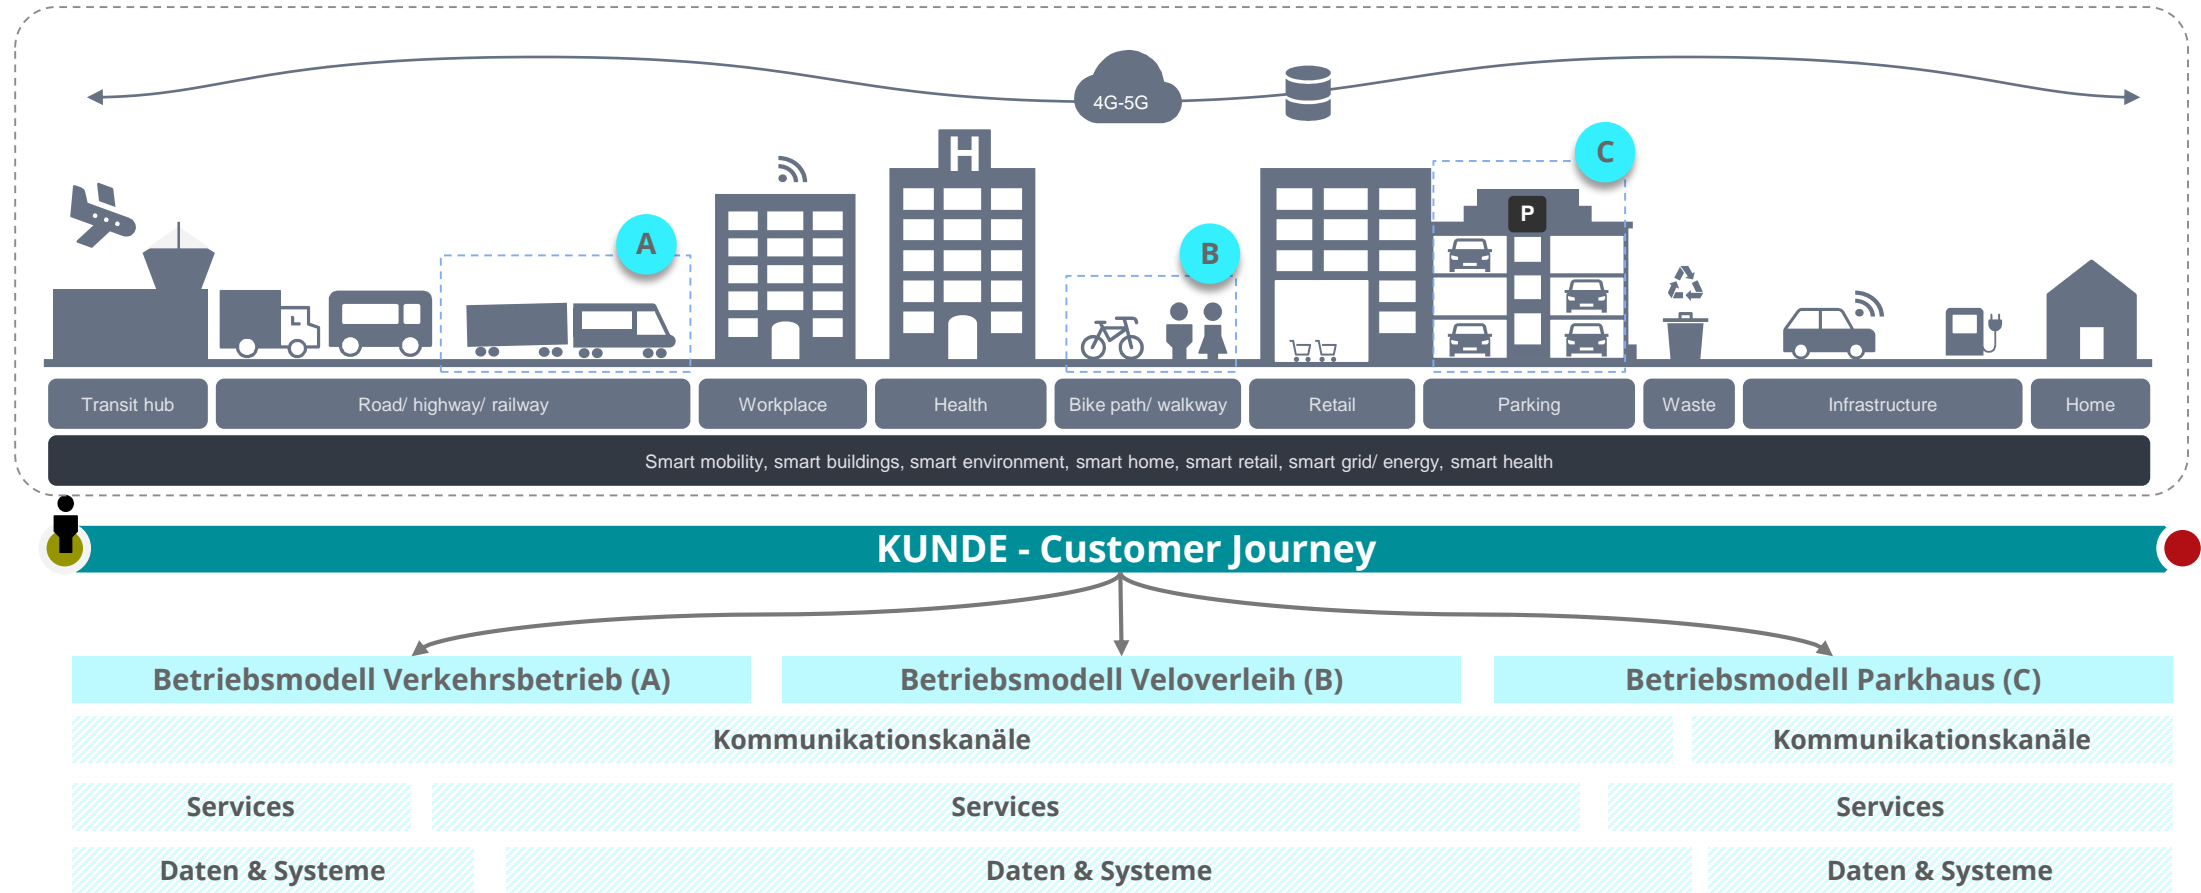 4G-5G
H
C
P
A
B
Transit hub
Road/ highway/ railway
Workplace
Health
Bike path/ walkway
Retail
Parking
Waste
Infrastructure
Home
Smart mobility, smart buildings, smart environment, smart home, smart retail, smart grid/ energy, smart health
KUNDE - Customer Journey
Betriebsmodell Verkehrsbetrieb (A)
Betriebsmodell Veloverleih (B)
Betriebsmodell Parkhaus (C)
Kommunikationskanäle
Kommunikationskanäle
Services
Services
Services
Daten & Systeme
Daten & Systeme
Daten & Systeme